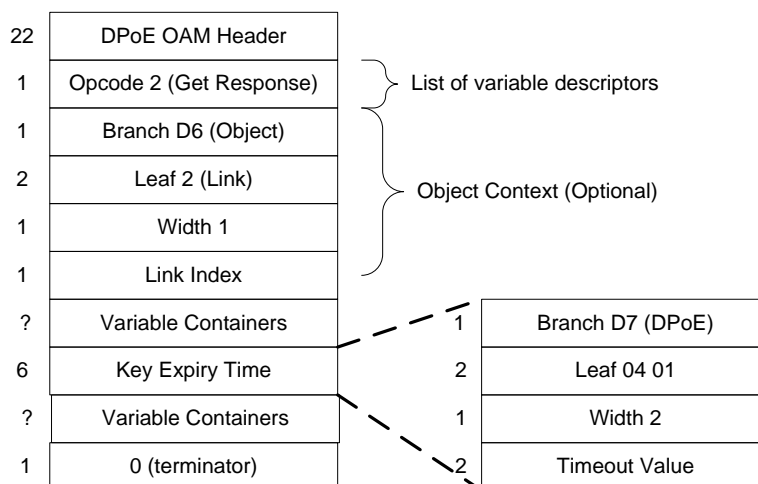 22 DPoE OAM Header
1 Opcode 2 (Get Response) List of variable descriptors
1 Branch D6 (Object)
2 Leaf 2 (Link) Object Context (Optional)
1 Width 1
1 Link Index
? Variable Containers
6 Key Expiry Time
? Variable Containers
1 0 (terminator)
1 Branch D7 (DPoE)
2 Leaf 04 01
1 Width 2
2 Timeout Value